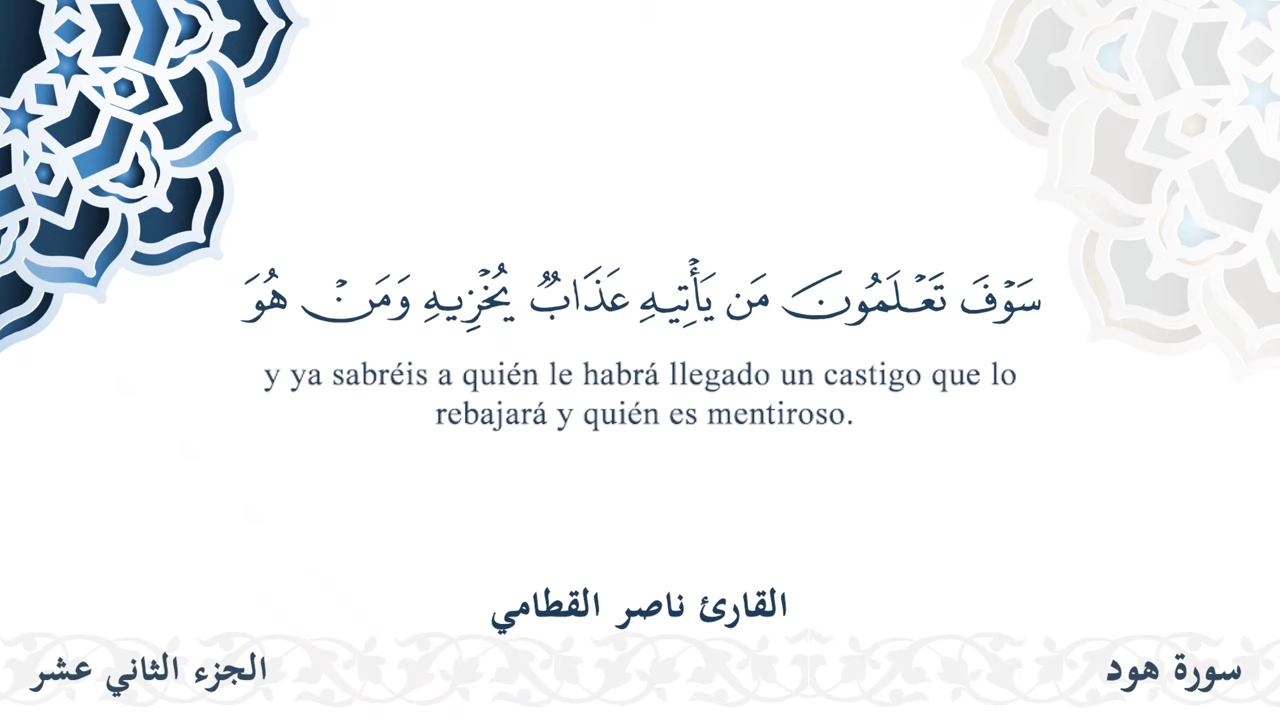 سَوْفَ تَعْلَمُونَ مَن يَأْتِيهِ عَذَابٌ يُخْزِيهِ وَمَنْ هُوَ
y ya sabréis a quién le habrá llegado un castigo que lo
rebajará y quién es mentiroso.
القارئ ناصر القطامي
سورة هود
الجزء الثاني عشر